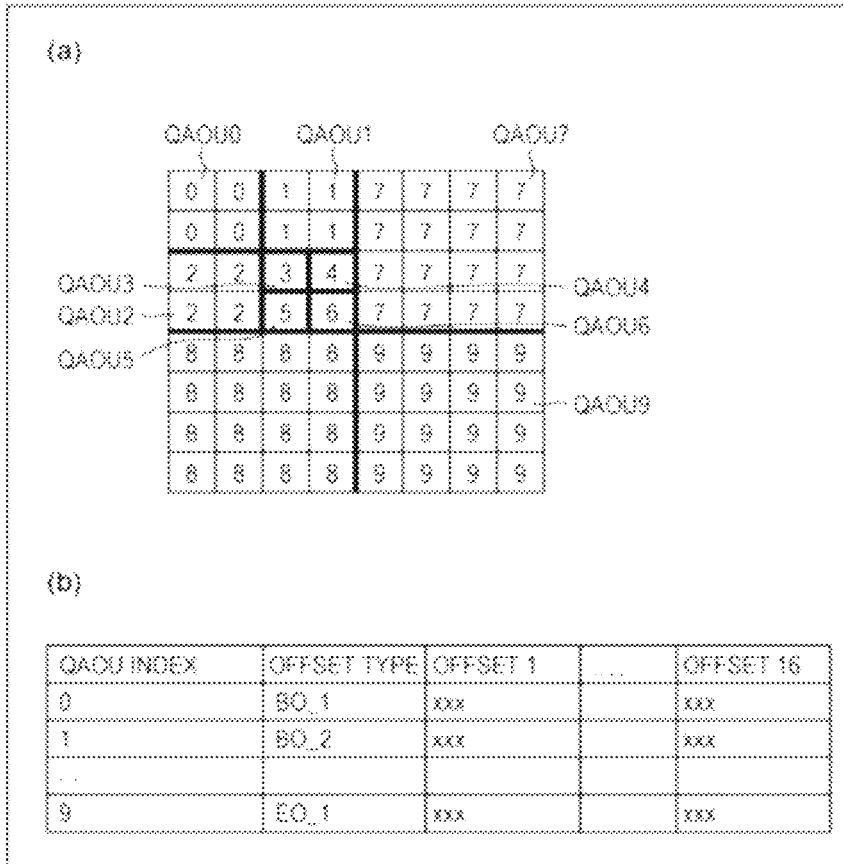 (a)
QAOU0 QAOU1 QAOU7
0 0 1 1 7 7 7 7
0 0 1 1 7 7 7 7
QAOU3 2 2 3 4 7 7 7 7 QAOU4
QAOU2 2 2 5 6 7 7 7 7 QAOU6
QAOU5 8 8 8 8 9 9 9 9
8 8 8 8 9 9 9 9 QAOU9
8 8 8 8 9 9 9 9
8 8 8 8 9 9 9 9
(b)
QAOU INDEX OFFSET TYPE OFFSET 1 .... OFFSET 16
0 BO_1 xxx xxx
1 BO_2 xxx xxx
...
9 EO_1 xxx xxx